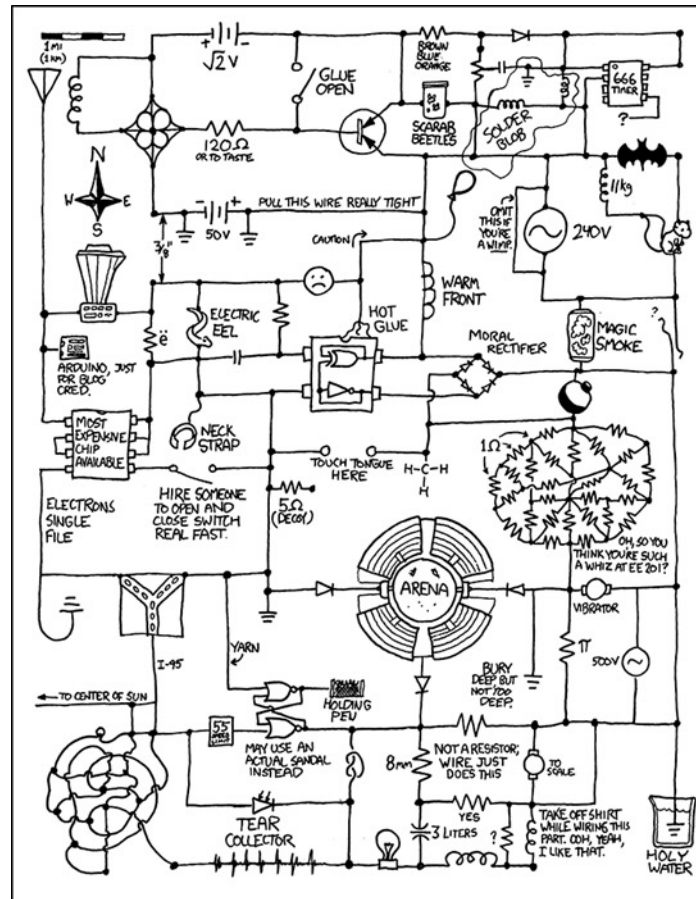 1 MI
(1 KM)
√2 V
GLUE
OPEN
BROWN
BLUE
ORANGE
666
TIMER
?
SCARAB
BEETLES
SOLDER
BLOB
120Ω
OR TO TASTE
N
W E
S
11kg
50V
PULL THIS WIRE REALLY TIGHT
OMIT
THIS IF
YOU'RE
A WIMP.
240V
3/8"
CAUTION
WARM
FRONT
ELECTRIC
EEL
HOT
GLUE
MORAL
RECTIFIER
MAGIC
SMOKE
?
ë
ARDUINO, JUST
FOR BLOG
CRED.
MOST
EXPENSIVE
CHIP
AVAILABLE
NECK
STRAP
TOUCH TONGUE
HERE
H-C-H
H
1Ω
HIRE SOMEONE
TO OPEN AND
CLOSE SWITCH
REAL FAST.
5Ω
(DECOY)
ELECTRONS
SINGLE
FILE
OH, SO YOU
THINK YOU'RE SUCH
A WHIZ AT EE 201?
ARENA
VIBRATOR
I-95
YARN
BURY
DEEP BUT
NOT TOO
DEEP.
π
500V
TO CENTER OF SUN
HOLDING
PEN
55
MAY USE AN
ACTUAL SANDAL
INSTEAD
NOT A RESISTOR;
WIRE JUST
DOES THIS
8mm
TO
SCALE
YES
TEAR
COLLECTOR
3 LITERS
?
TAKE OFF SHIRT
WHILE WIRING THIS
PART. OOH, YEAH,
I LIKE THAT.
HOLY
WATER